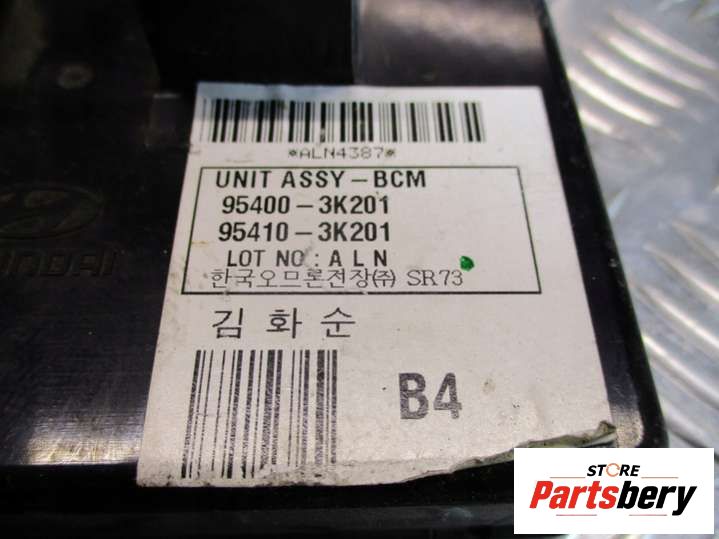 *ALN4387*
UNIT ASSY-BCM
95400-3K201
95410-3K201
LOT NO : A L N
한국오므론전장㈜ SR73
김 화 순
B4
HYUNDAI
STORE
Partsbery